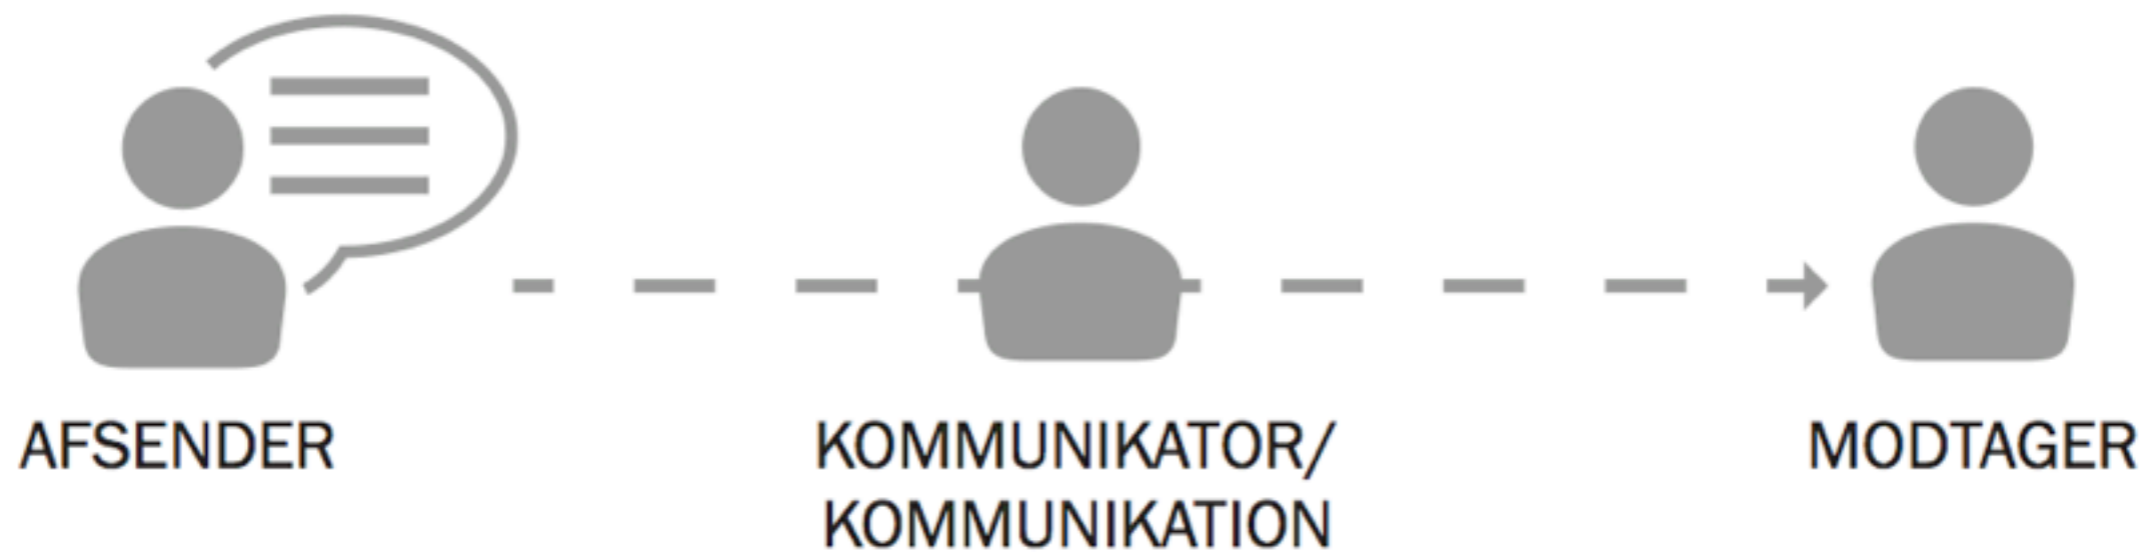 AFSENDER
KOMMUNIKATOR/
KOMMUNIKATION
MODTAGER